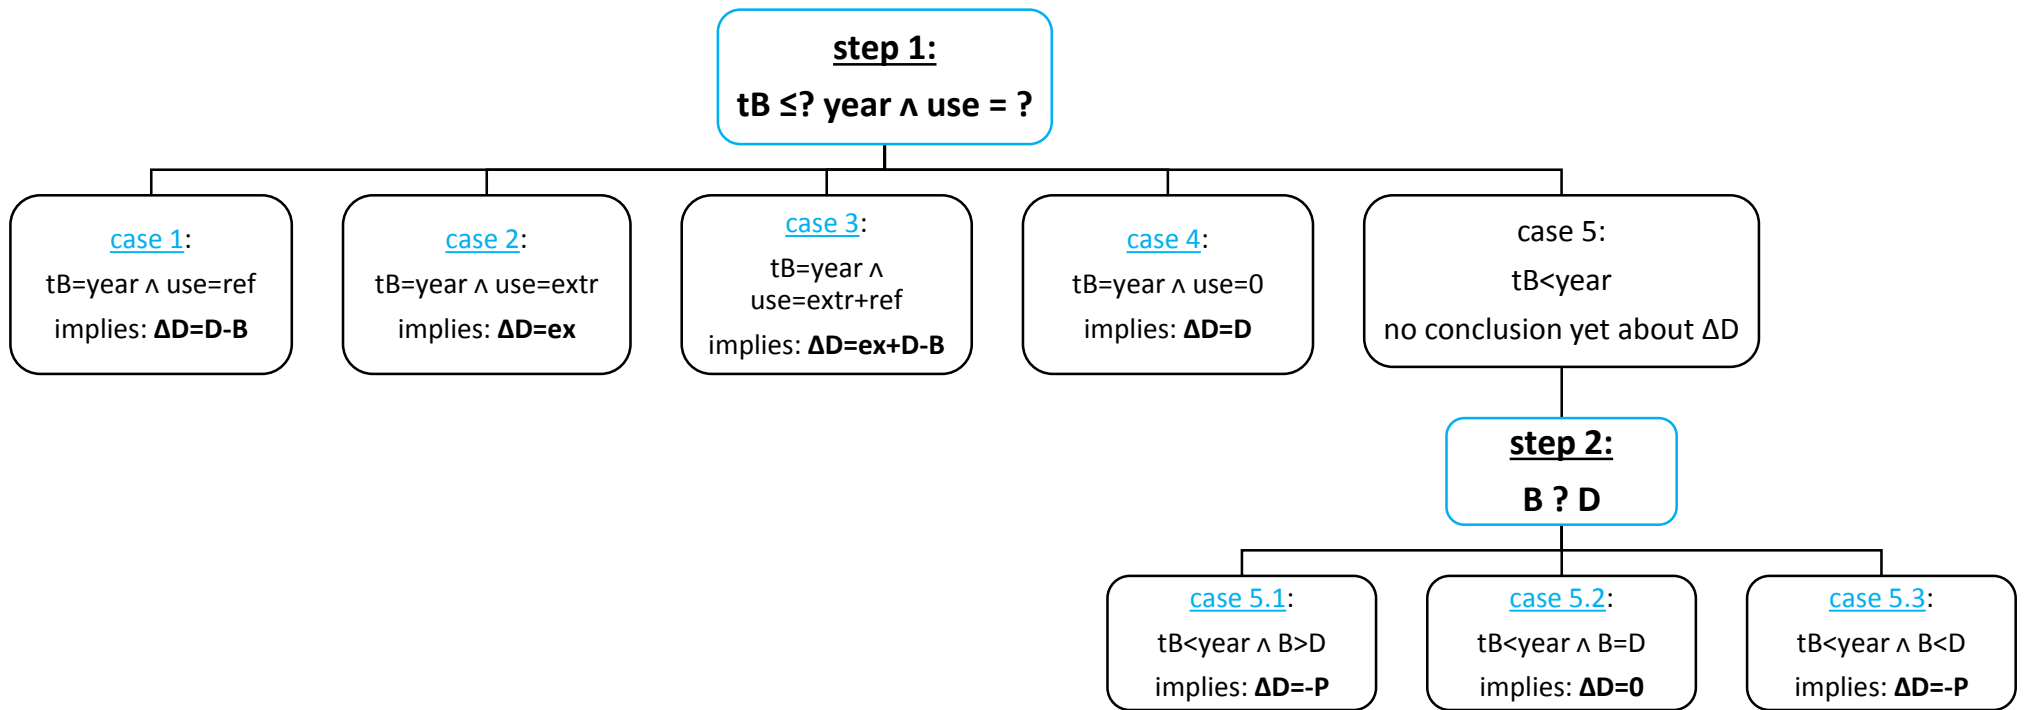 step 1:
tB ≤? year ʌ use = ?
case 1:
tB=year ʌ use=ref
implies: ΔD=D-B
case 2:
tB=year ʌ use=extr
implies: ΔD=ex
case 3:
tB=year ʌ
use=extr+ref
implies: ΔD=ex+D-B
case 4:
tB=year ʌ use=0
implies: ΔD=D
case 5:
tB<year
no conclusion yet about ΔD
step 2:
B ? D
case 5.1:
tB<year ʌ B>D
implies: ΔD=-P
case 5.2:
tB<year ʌ B=D
implies: ΔD=0
case 5.3:
tB<year ʌ B<D
implies: ΔD=-P